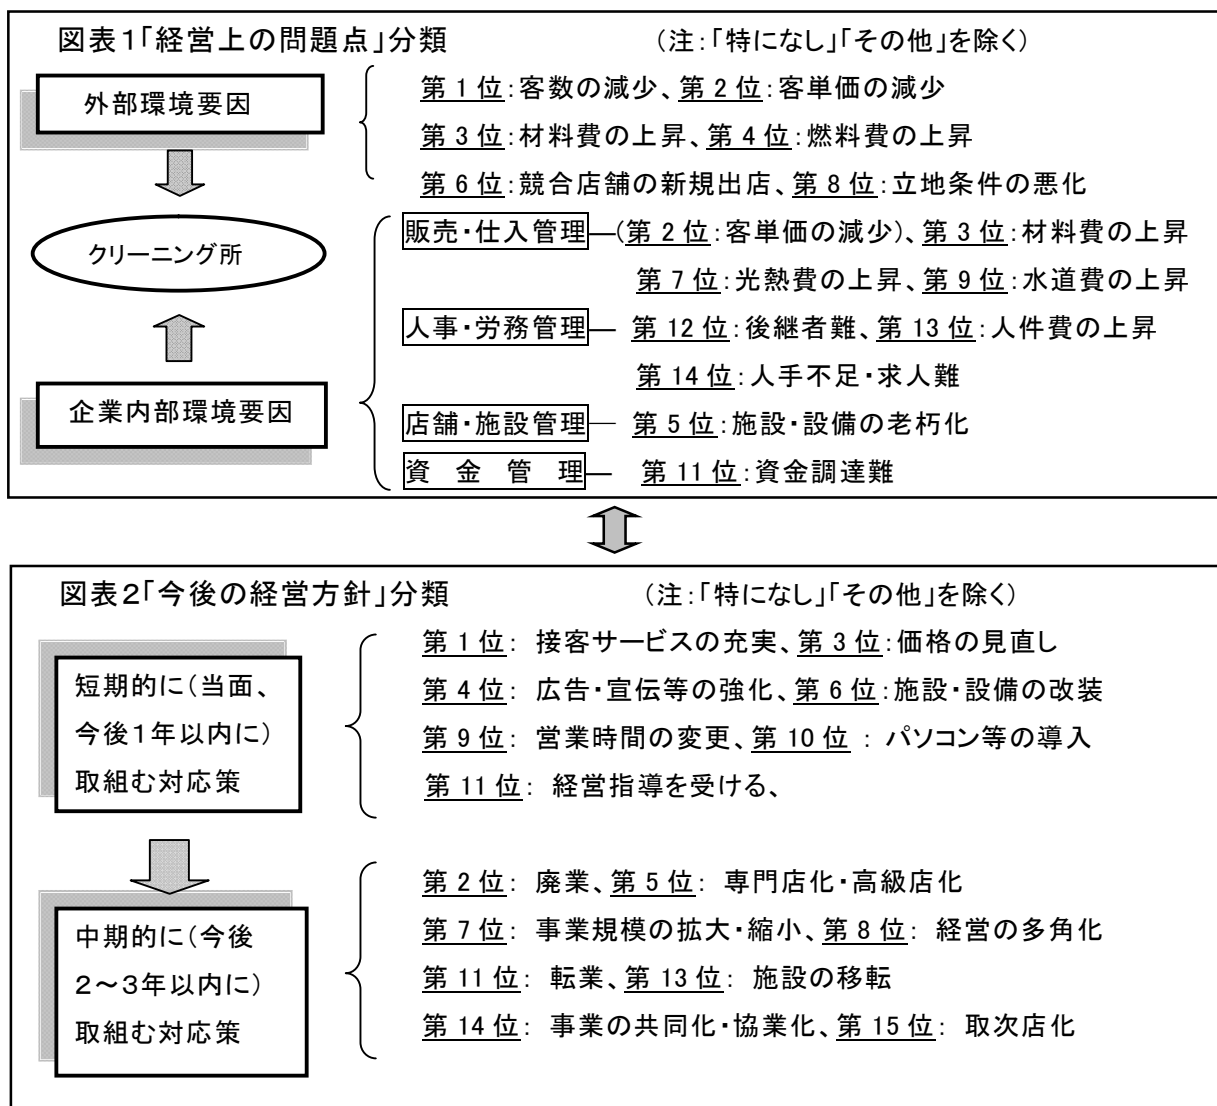 図表1「経営上の問題点」分類 (注:「特になし」「その他」を除く)
外部環境要因
第1位:客数の減少、第2位:客単価の減少
第3位:材料費の上昇、第4位:燃料費の上昇
第6位:競合店舗の新規出店、第8位:立地条件の悪化
クリーニング所
販売・仕入管理―(第2位:客単価の減少)、第3位:材料費の上昇
第7位:光熱費の上昇、第9位:水道費の上昇
人事・労務管理― 第12位:後継者難、第13位:人件費の上昇
第14位:人手不足・求人難
企業内部環境要因
店舗・施設管理― 第5位:施設・設備の老朽化
資金管理― 第11位:資金調達難
図表2「今後の経営方針」分類 (注:「特になし」「その他」を除く)
短期的に(当面、
今後1年以内に)
取組む対応策
第1位: 接客サービスの充実、第3位:価格の見直し
第4位: 広告・宣伝等の強化、第6位:施設・設備の改装
第9位: 営業時間の変更、第10位: パソコン等の導入
第11位: 経営指導を受ける、
中期的に(今後
2~3年以内に)
取組む対応策
第2位: 廃業、第5位: 専門店化・高級店化
第7位: 事業規模の拡大・縮小、第8位: 経営の多角化
第11位: 転業、第13位: 施設の移転
第14位: 事業の共同化・協業化、第15位: 取次店化